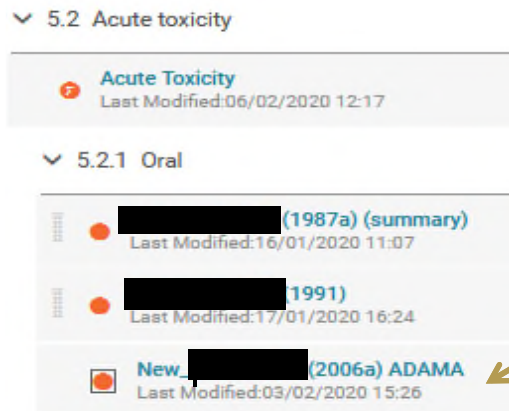 5.2 Acute toxicity
Acute Toxicity
Last Modified:06/02/2020 12:17
5.2.1 Oral
(1987a) (summary)
Last Modified:16/01/2020 11:07
(1991)
Last Modified:17/01/2020 16:24
New_ (2006a) ADAMA
Last Modified:03/02/2020 15:26